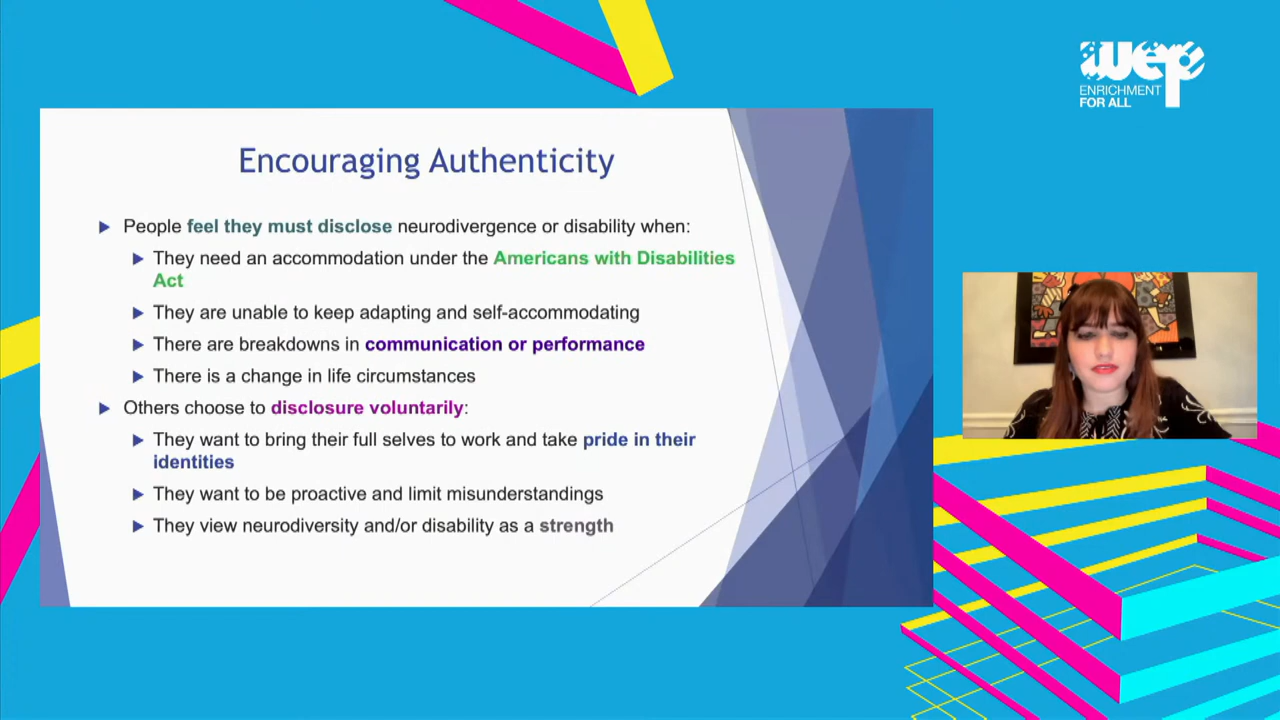 wep
ENRICHMENT
FOR ALL
Encouraging Authenticity
People feel they must disclose neurodivergence or disability when:
They need an accommodation under the Americans with Disabilities
Act
They are unable to keep adapting and self-accommodating
There are breakdowns in communication or performance
There is a change in life circumstances
Others choose to disclosure voluntarily:
They want to bring their full selves to work and take pride in their
identities
They want to be proactive and limit misunderstandings
They view neurodiversity and/or disability as a strength